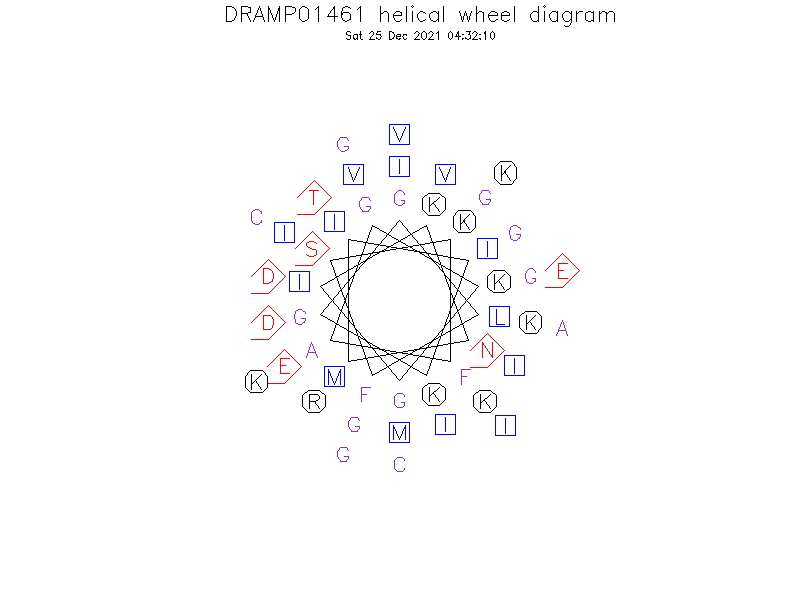 DRAMP01461 helical wheel diagram
Sat 25 Dec 2021 04:32:10
V
G
I
V V K
G G K G
T
C I I K G
S I
D I K G E
D G L K A
A N
E M F I
K R F G K K
G M I I
G C